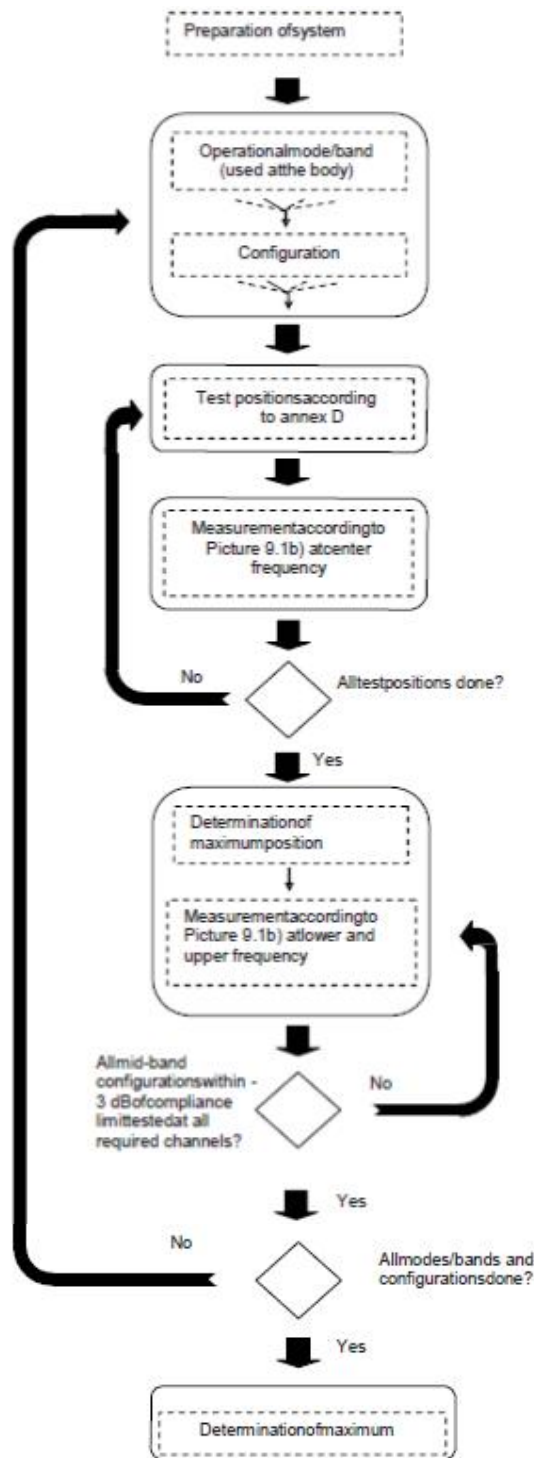 Preparation ofsystem
Operationalmode/band
(used atthe body)
Configuration
Test positionsaccording
to annex D
Measurementaccordingto
Picture 9.1b) atcenter
frequency
No
Alltestpositions done?
Yes
Determinationof
maximumposition
Measurementaccordingto
Picture 9.1b) atlower and
upper frequency
Allmid-band
configurationswithin -
3 dBofcompliance
limittestedat all
required channels?
No
Yes
No
Allmodes/bands and
configurationsdone?
Yes
Determinationofmaximum